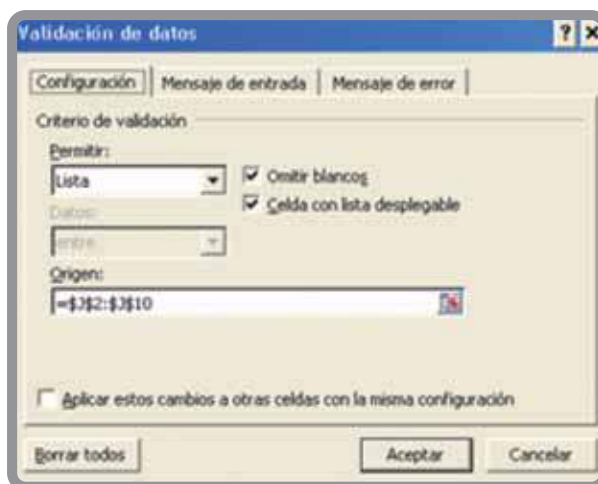 Validación de datos
Configuración Mensaje de entrada Mensaje de error
Criterio de validación
Permitir:
Lista
Omitir blancos
Celda con lista desplegable
Datos:
entre
Origen:
=$J$2:$J$10
Aplicar estos cambios a otras celdas con la misma configuración
Borrar todos Aceptar Cancelar